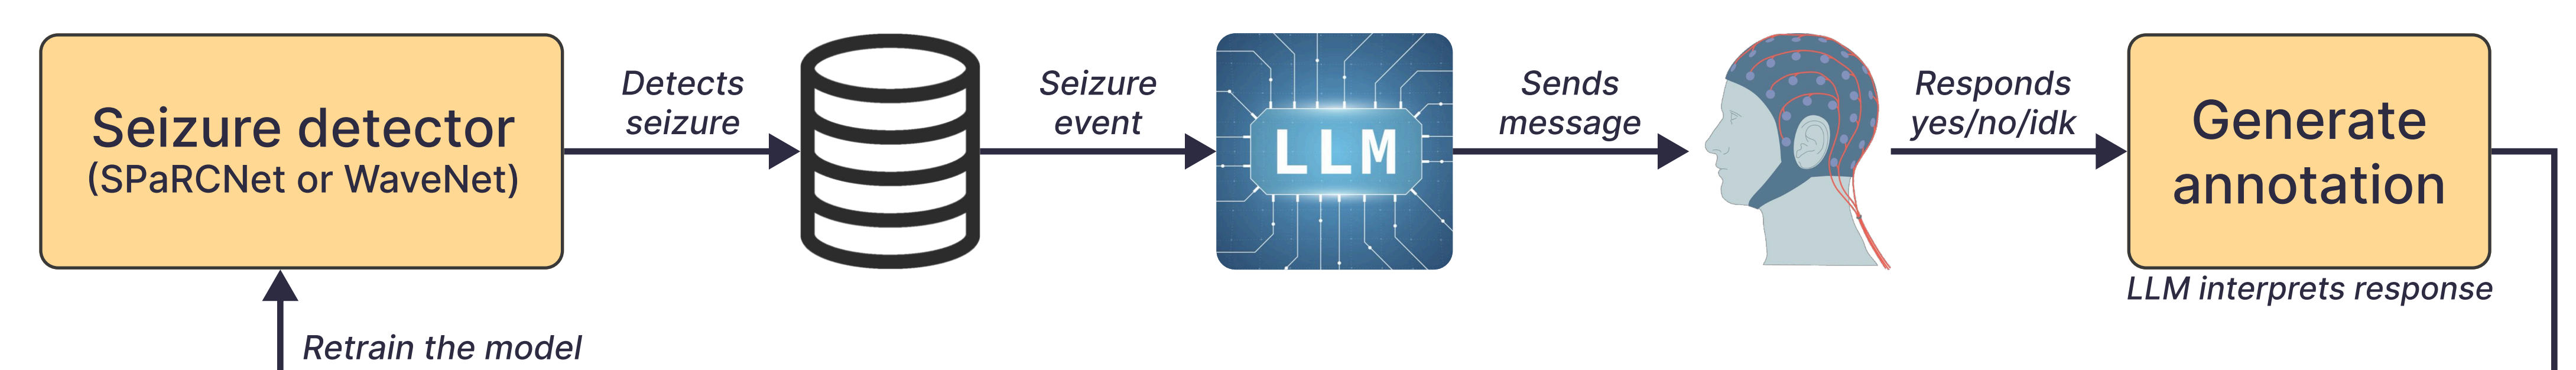 Seizure detector
(SPaRCNet or WaveNet)
Detects
seizure
Seizure
event
LLM
Sends
message
Responds
yes/no/idk
Generate
annotation
LLM interprets response
Retrain the model